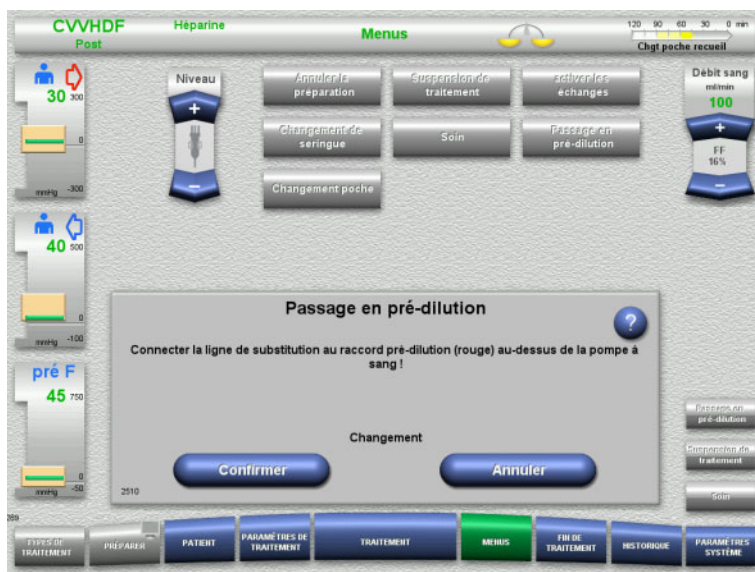 CVVHDF
Post
Héparine
Menus
120 90 60 30 0 min
Chgt poche recueil
30
300
0
-300
mmHg
Niveau
+
−
Annuler la
préparation
Suspension de
traitement
activer les
échanges
Changement de
seringue
Soin
Passage en
pré-dilution
Changement poche
Débit sang
ml/min
100
+
FF
16%
−
40
500
0
-100
mmHg
pré F
45
750
0
-50
mmHg
Passage en pré-dilution
?
Connecter la ligne de substitution au raccord pré-dilution (rouge) au-dessus de la pompe à
sang !
Changement
Confirmer
Annuler
2510
Passage en
pré-dilution
Suspension de
traitement
Soin
TYPES DE
TRAITEMENT
PRÉPARER
PATIENT
PARAMÈTRES DE
TRAITEMENT
TRAITEMENT
MENUS
FIN DE
TRAITEMENT
HISTORIQUE
PARAMÈTRES
SYSTÈME